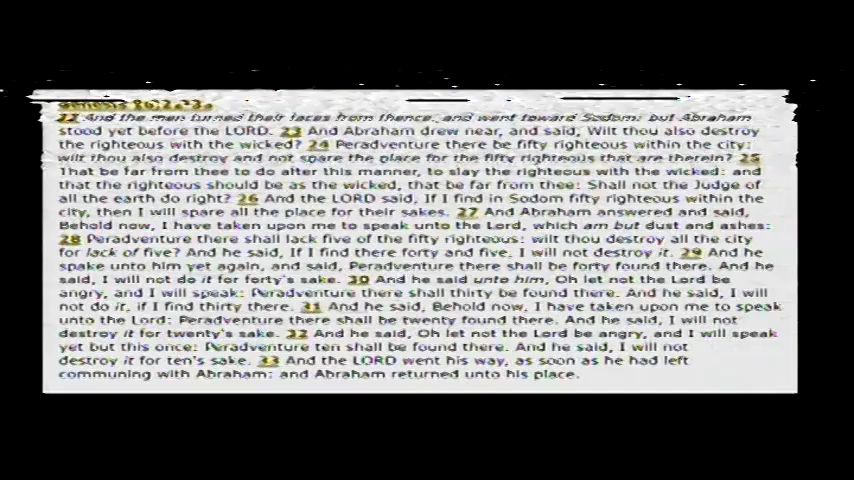 22 And the men turned their faces from thence, and went toward Sodom: but Abraham
stood yet before the LORD. 23 And Abraham drew near, and said, Wilt thou also destroy
the righteous with the wicked? 24 Peradventure there be fifty righteous within the city:
wilt thou also destroy and not spare the place for the fifty righteous that are therein? 25
That be far from thee to do after this manner, to slay the righteous with the wicked: and
that the righteous should be as the wicked, that be far from thee: Shall not the Judge of
all the earth do right? 26 And the LORD said, If I find in Sodom fifty righteous within the
city, then I will spare all the place for their sakes. 27 And Abraham answered and said,
Behold now, I have taken upon me to speak unto the Lord, which am but dust and ashes:
28 Peradventure there shall lack five of the fifty righteous: wilt thou destroy all the city
for lack of five? And he said, If I find there forty and five, I will not destroy it. 29 And he
spake unto him yet again, and said, Peradventure there shall be forty found there. And he
said, I will not do it for forty's sake. 30 And he said unto him, Oh let not the Lord be
angry, and I will speak: Peradventure there shall thirty be found there. And he said, I will
not do it, if I find thirty there. 31 And he said, Behold now, I have taken upon me to speak
unto the Lord: Peradventure there shall be twenty found there. And he said, I will not
destroy it for twenty's sake. 32 And he said, Oh let not the Lord be angry, and I will speak
yet but this once: Peradventure ten shall be found there. And he said, I will not
destroy it for ten's sake. 33 And the LORD went his way, as soon as he had left
communing with Abraham: and Abraham returned unto his place.